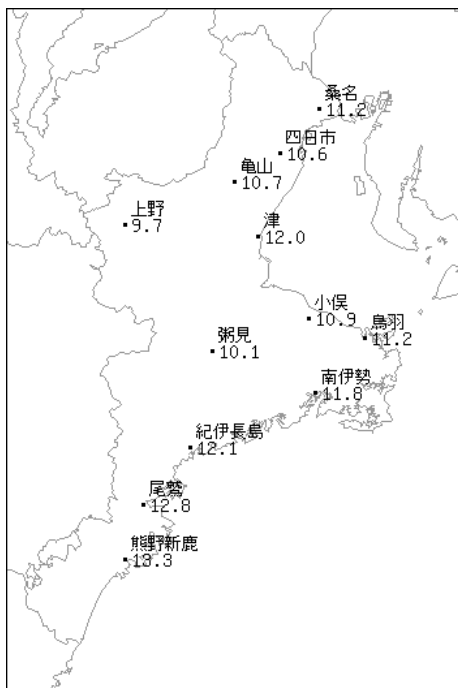 桑名
11.2
四日市
10.6
亀山
10.7
上野
9.7
津
12.0
小俣
10.9
鳥羽
11.2
粥見
10.1
南伊勢
11.8
紀伊長島
12.1
尾鷲
12.8
熊野新鹿
13.3